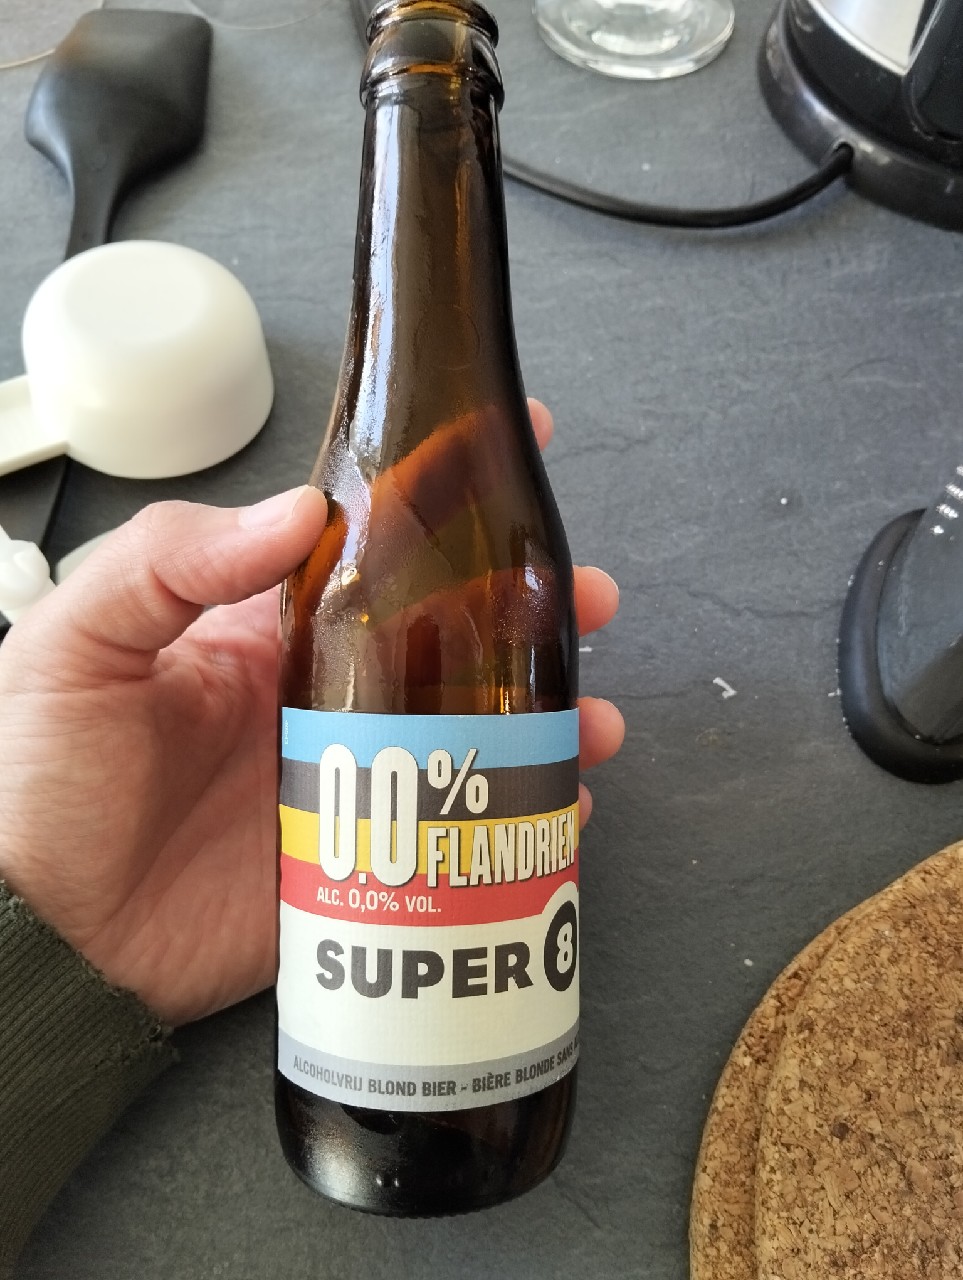 0.0%
FLANDRIEN
ALC. 0,0% VOL.
SUPER 8
ALCOHOLVRIJ BLOND BIER - BIÈRE BLONDE SANS